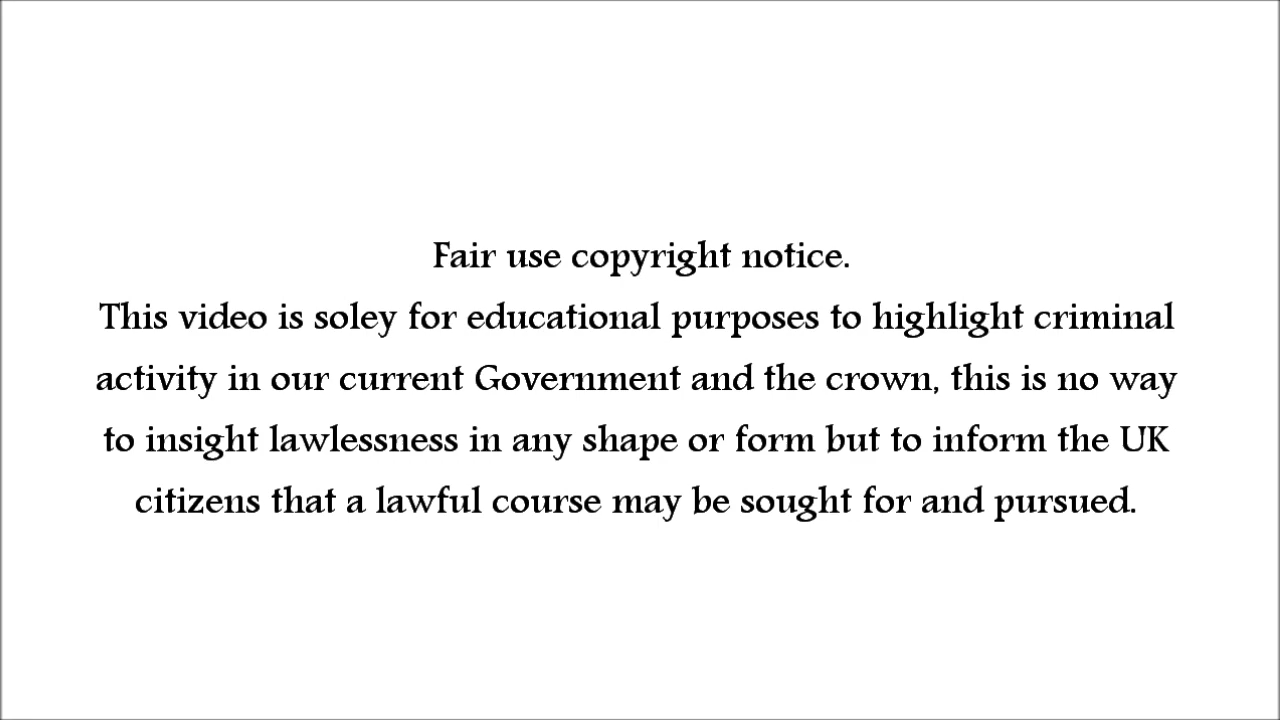 Fair use copyright notice.
This video is soley for educational purposes to highlight criminal
activity in our current Government and the crown, this is no way
to insight lawlessness in any shape or form but to inform the UK
citizens that a lawful course may be sought for and pursued.